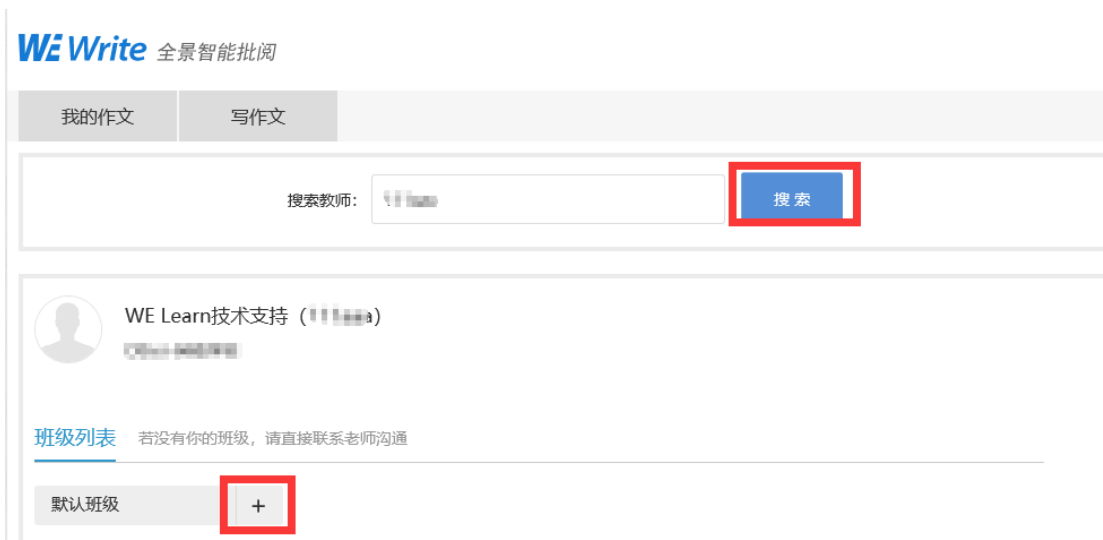 WE Write 全景智能批阅
我的作文 写作文
搜索教师: 搜 索
WE Learn技术支持（
班级列表 若没有你的班级，请直接联系老师沟通
默认班级 +